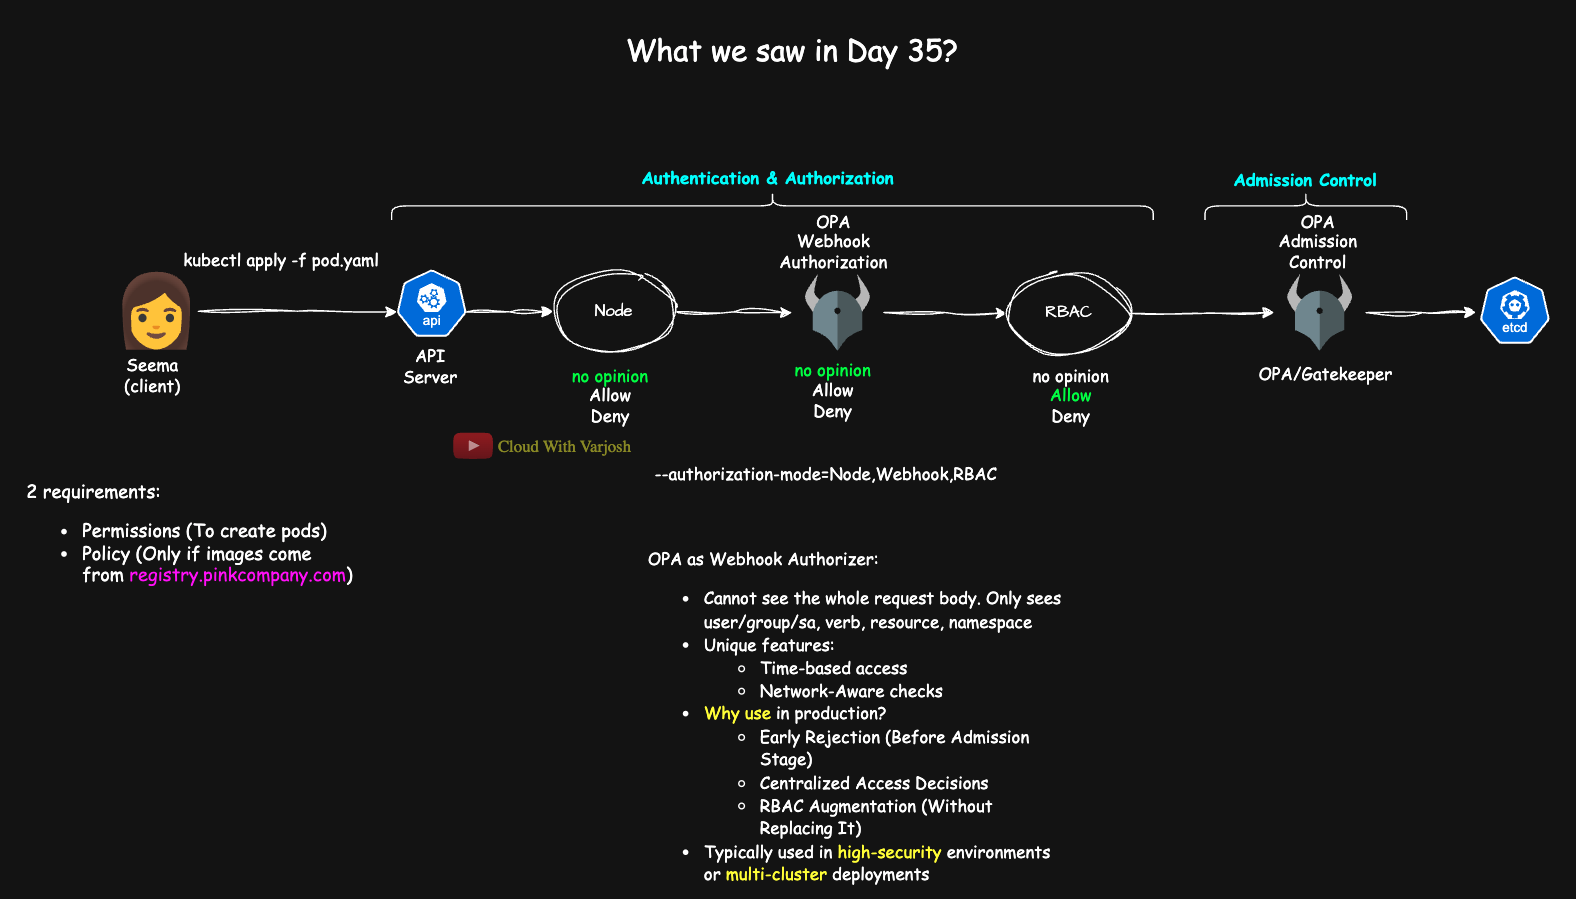 What we saw in Day 35?
Authentication & Authorization
Admission Control
OPA
Webhook
Authorization
OPA
Admission
Control
kubectl apply -f pod.yaml
api
Node
RBAC
etcd
Seema
(client)
API
Server
no opinion
Allow
Deny
no opinion
Allow
Deny
no opinion
Allow
Deny
OPA/Gatekeeper
Cloud With Varjosh
--authorization-mode=Node,Webhook,RBAC
2 requirements:
• Permissions (To create pods)
• Policy (Only if images come
from registry.pinkcompany.com)
OPA as Webhook Authorizer:
• Cannot see the whole request body. Only sees
user/group/sa, verb, resource, namespace
• Unique features:
○ Time-based access
○ Network-Aware checks
• Why use in production?
○ Early Rejection (Before Admission
Stage)
○ Centralized Access Decisions
○ RBAC Augmentation (Without
Replacing It)
• Typically used in high-security environments
or multi-cluster deployments